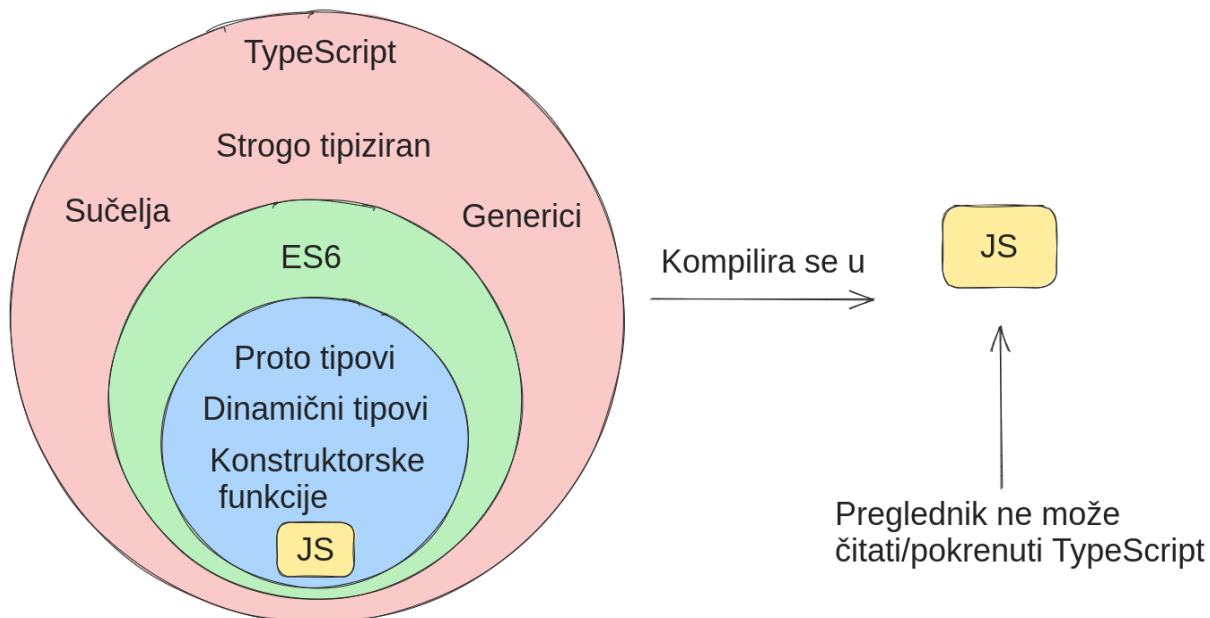 TypeScript
Strogo tipiziran
Sučelja
Generici
ES6
Proto tipovi
Dinamični tipovi
Konstruktorske
funkcije
JS
Kompilira se u
JS
Preglednik ne može
čitati/pokrenuti TypeScript